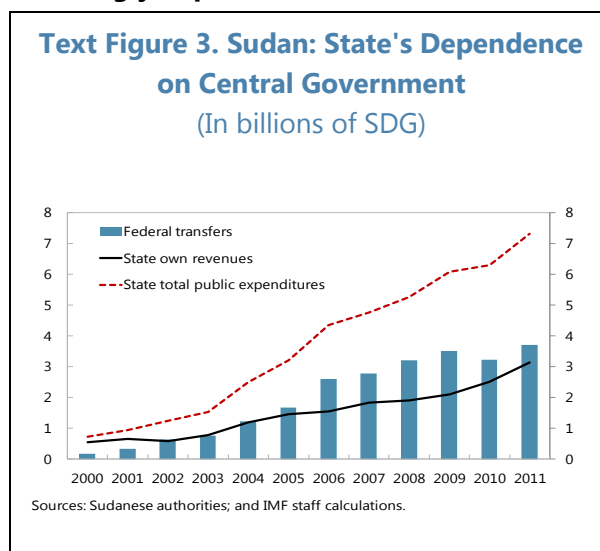 Text Figure 3. Sudan: State's Dependence
on Central Government
(In billions of SDG)
8 8
Federal transfers
7 7
State own revenues
6 6
State total public expenditures
5 5
4 4
3 3
2 2
1 1
0 0
2000 2001 2002 2003 2004 2005 2006 2007 2008 2009 2010 2011
Sources: Sudanese authorities; and IMF staff calculations.